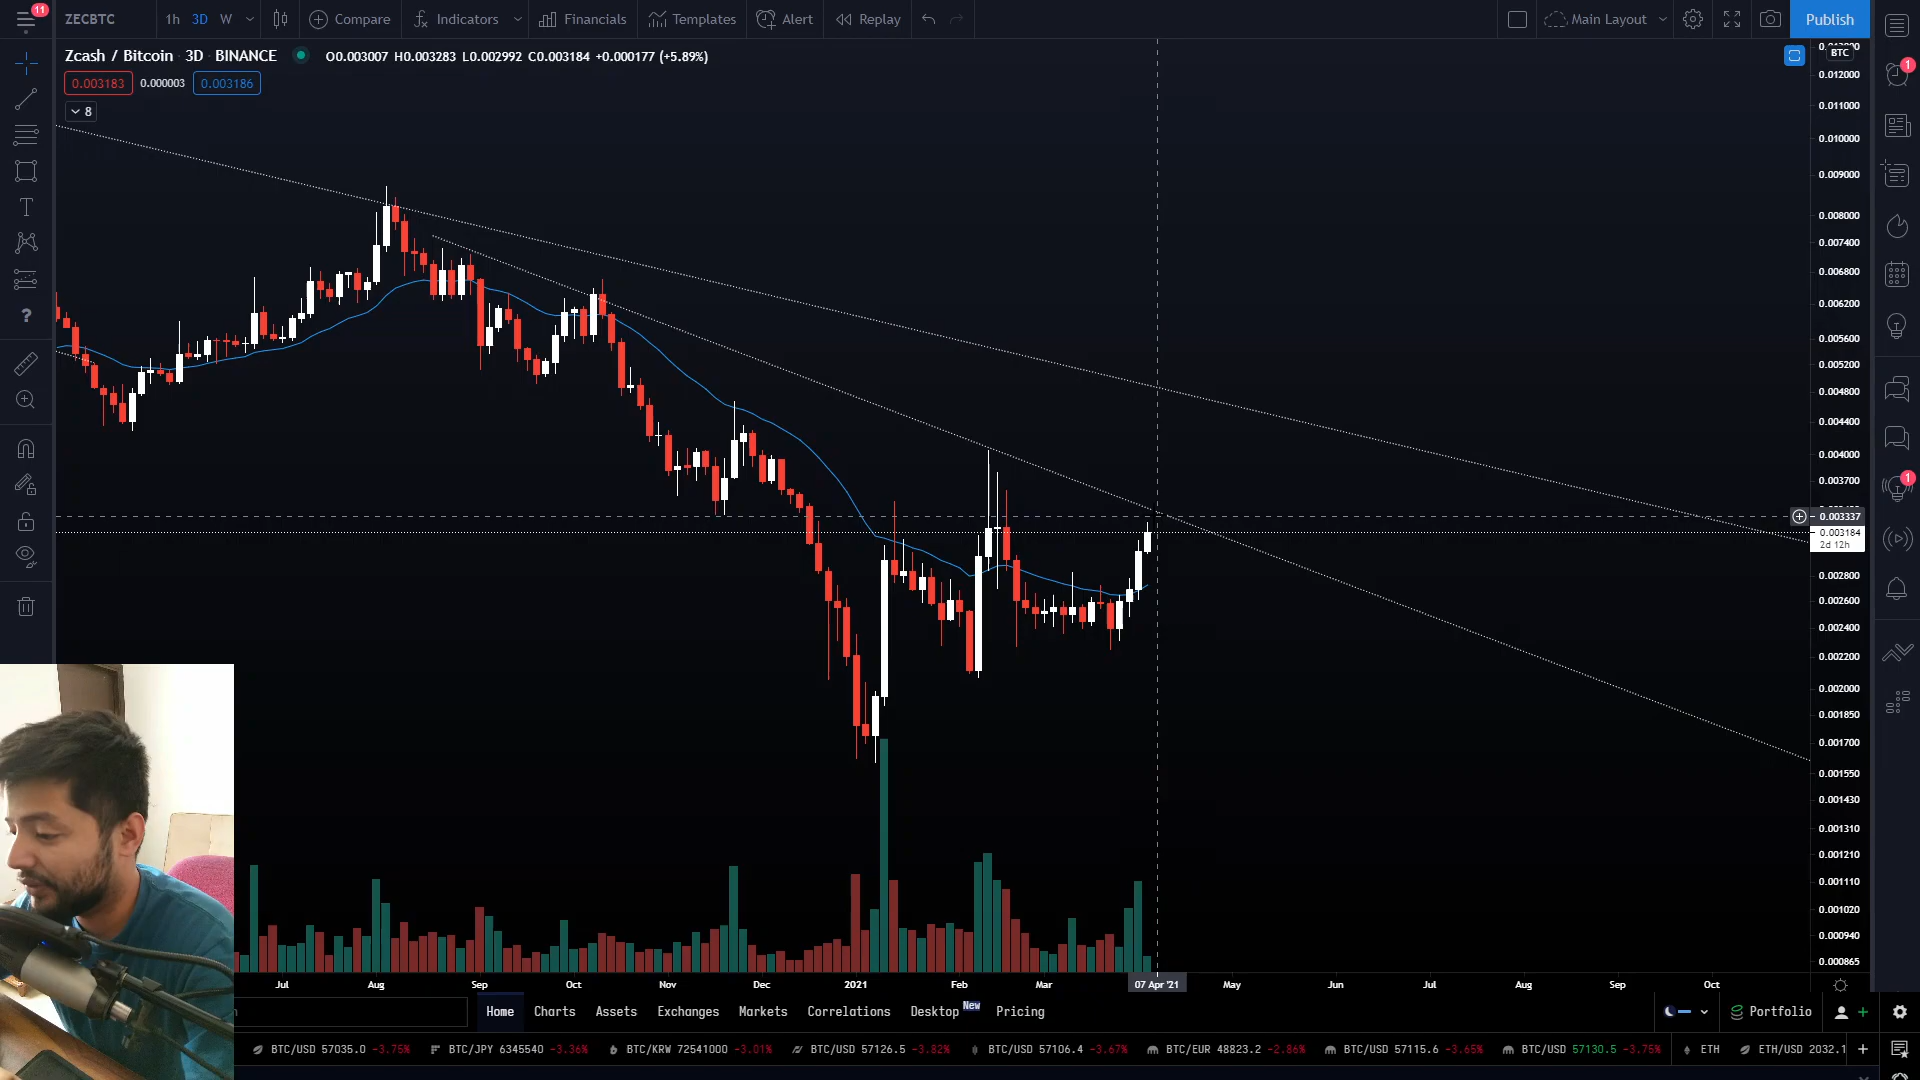 11
ZECBTC
1h 3D W
Compare
Indicators
Financials
Templates
Alert
Replay
Main Layout
Publish
Zcash / Bitcoin 3D BINANCE O0.003007 H0.003283 L0.002992 C0.003184 +0.000177 (+5.89%)
0.003183 0.000003 0.003186
8
T
?
BTC
0.012000
0.011000
0.010000
0.009000
0.008000
0.007400
0.006800
0.006200
0.005600
0.005200
0.004800
0.004400
0.004000
0.003700
0.003337
0.003184
2d 12h
0.002800
0.002600
0.002400
0.002200
0.002000
0.001850
0.001700
0.001550
0.001430
0.001310
0.001210
0.001110
0.001020
0.000940
0.000865
1
1
Jul Aug Sep Oct Nov Dec 2021 Feb Mar 07 Apr '21 May Jun Jul Aug Sep Oct
Home Charts Assets Exchanges Markets Correlations Desktop New Pricing
Portfolio
BTC/USD 57035.0 -3.75% BTC/JPY 6345540 -3.36% BTC/KRW 72541000 -3.01% BTC/USD 57126.5 -3.82% BTC/USD 57106.4 -3.67% BTC/EUR 48823.2 -2.86% BTC/USD 57115.6 -3.65% BTC/USD 57130.5 -3.75% ETH ETH/USD 2032.1